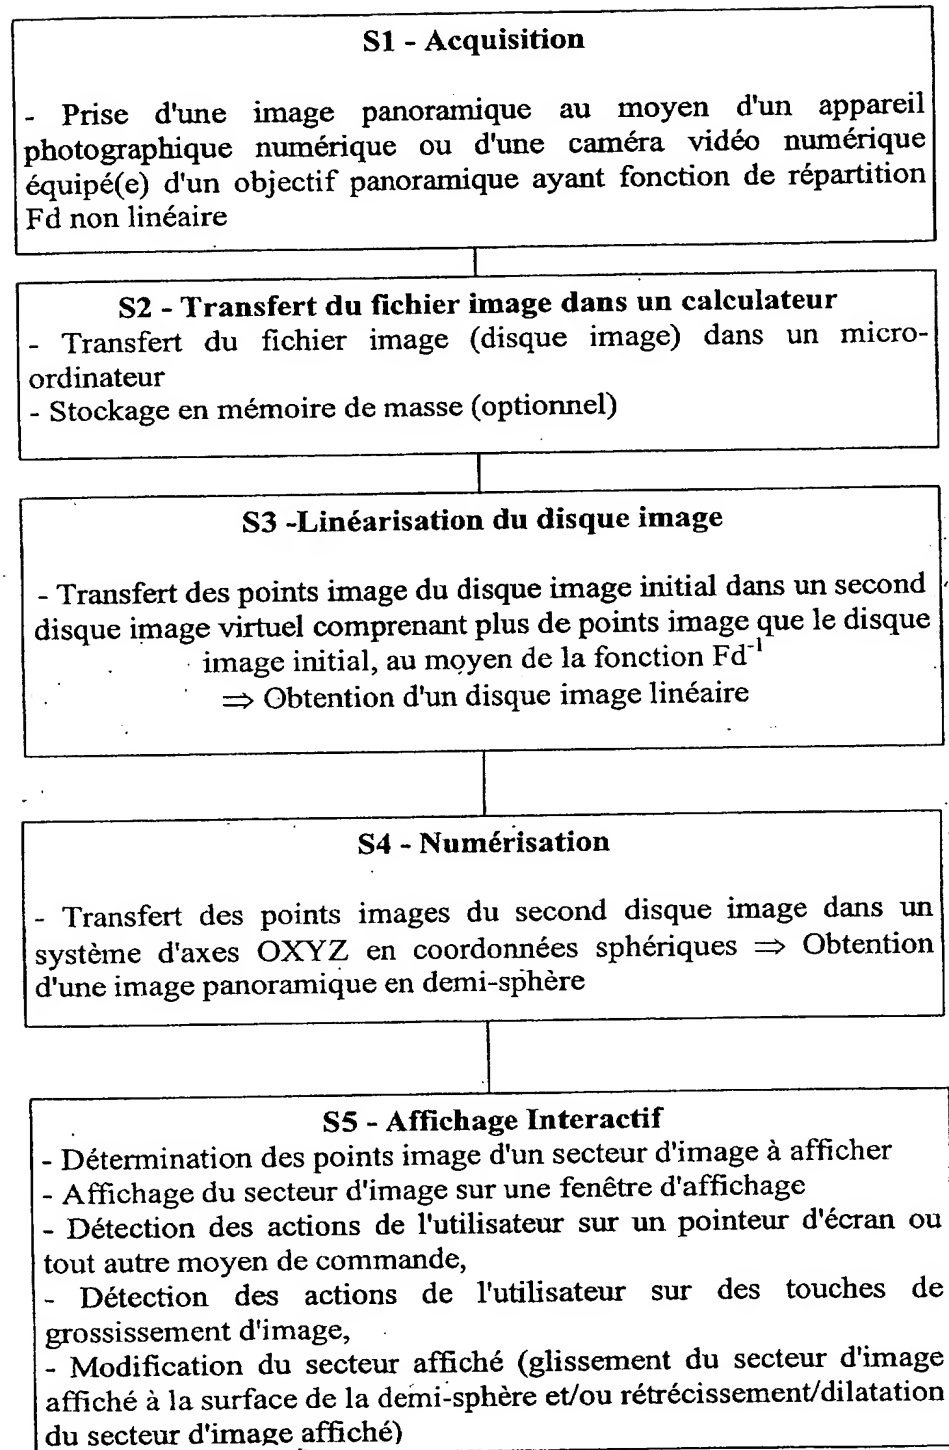 S1 - Acquisition
- Prise d'une image panoramique au moyen d'un appareil
photographique numérique ou d'une caméra vidéo numérique
équipé(e) d'un objectif panoramique ayant fonction de répartition
Fd non linéaire
S2 - Transfert du fichier image dans un calculateur
- Transfert du fichier image (disque image) dans un micro-
ordinateur
- Stockage en mémoire de masse (optionnel)
S3 -Linéarisation du disque image
- Transfert des points image du disque image initial dans un second
disque image virtuel comprenant plus de points image que le disque
image initial, au moyen de la fonction Fd⁻¹
⇒ Obtention d'un disque image linéaire
S4 - Numérisation
- Transfert des points images du second disque image dans un
système d'axes OXYZ en coordonnées sphériques ⇒ Obtention
d'une image panoramique en demi-sphère
S5 - Affichage Interactif
- Détermination des points image d'un secteur d'image à afficher
- Affichage du secteur d'image sur une fenêtre d'affichage
- Détection des actions de l'utilisateur sur un pointeur d'écran ou
tout autre moyen de commande,
- Détection des actions de l'utilisateur sur des touches de
grossissement d'image,
- Modification du secteur affiché (glissement du secteur d'image
affiché à la surface de la demi-sphère et/ou rétrécissement/dilatation
du secteur d'image affiché)